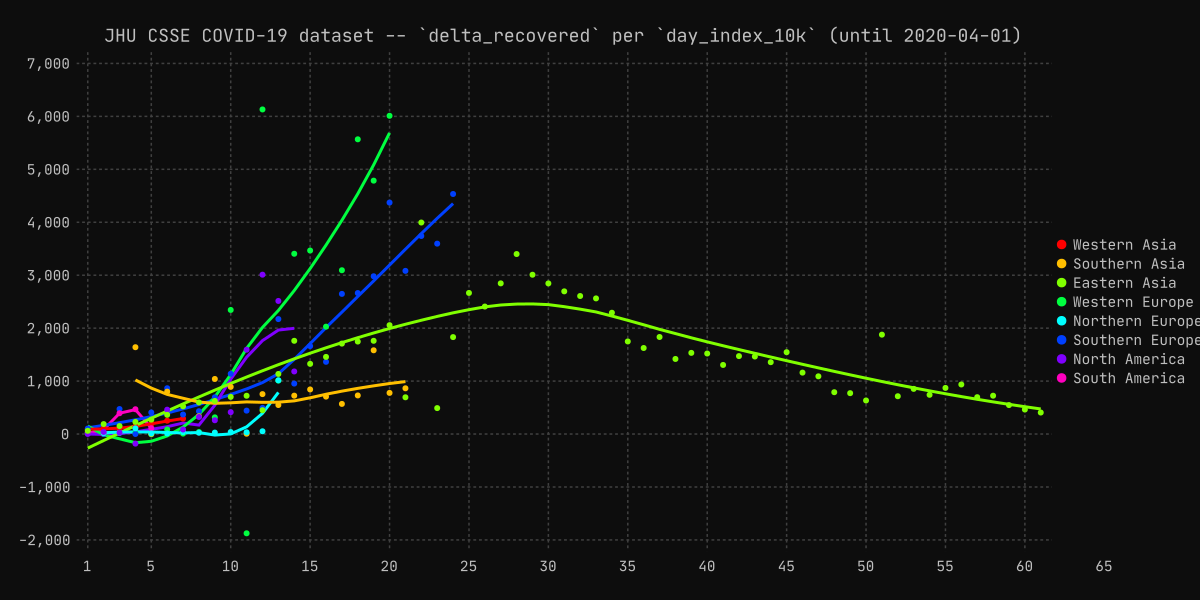 JHU CSSE COVID-19 dataset -- `delta_recovered` per `day_index_10k` (until 2020-04-01)
7,000
6,000
5,000
4,000
3,000
2,000
1,000
0
-1,000
-2,000
1 5 10 15 20 25 30 35 40 45 50 55 60 65
Western Asia
Southern Asia
Eastern Asia
Western Europe
Northern Europe
Southern Europe
North America
South America